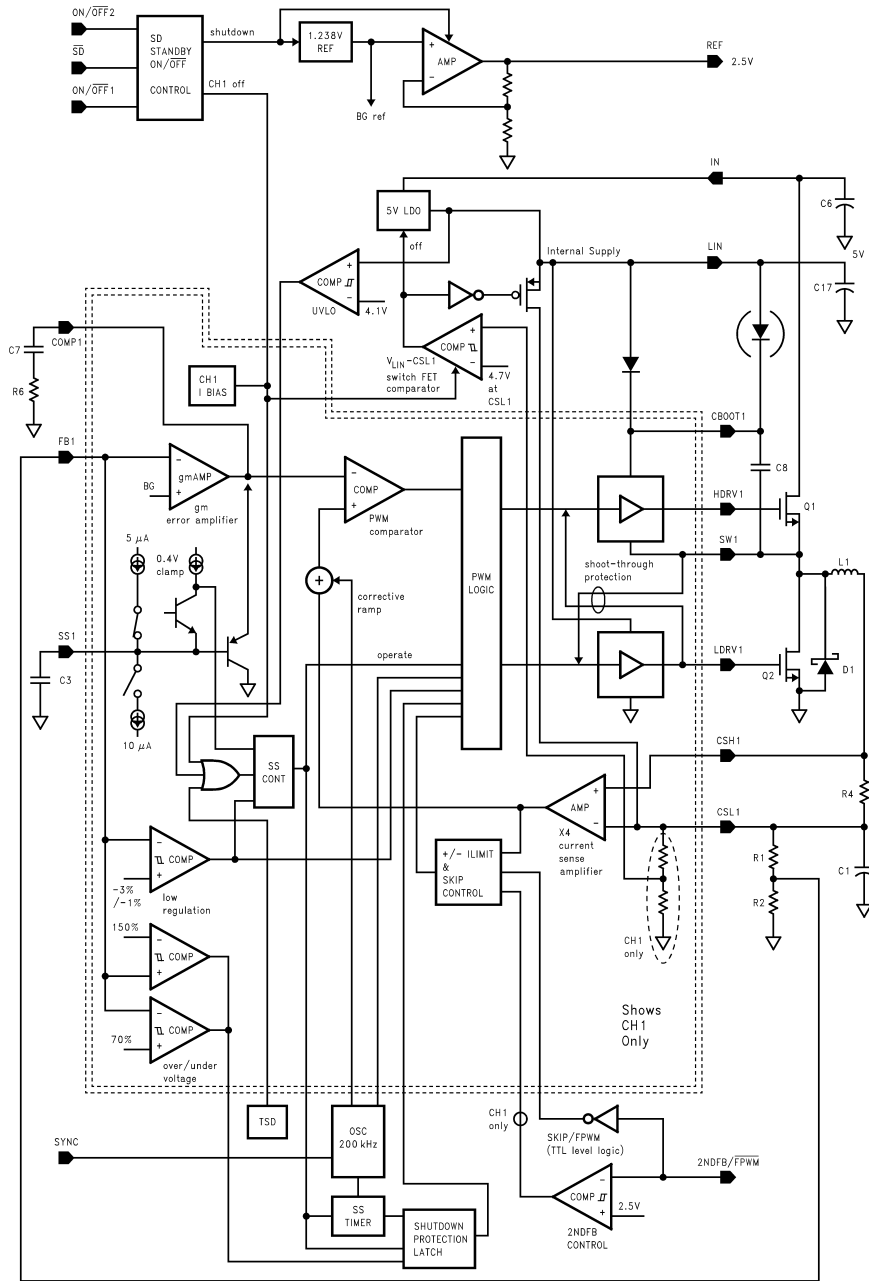 ON/OFF2
SD
ON/OFF1
SD
STANDBY
ON/OFF
CONTROL
shutdown
CH1 off
1.238V
REF
BG ref
+
AMP
−
REF
2.5V
IN
C6
5V LDO
off
Internal Supply
LIN
5V
C17
+
COMP
−
UVLO
4.1V
+
COMP
−
VLIN-CSL1
switch FET
comparator
4.7V
at
CSL1
C7
COMP1
R6
CH1
I BIAS
CBOOT1
C8
FB1
−
gmAMP
+
BG
gm
error amplifier
−
COMP
+
PWM
comparator
PWM
LOGIC
HDRV1
Q1
SW1
shoot-through
protection
L1
LDRV1
Q2
D1
5 μA
0.4V
clamp
+
corrective
ramp
operate
SS1
C3
10 μA
SS
CONT
CSH1
+
AMP
−
X4
current
sense
amplifier
R4
CSL1
R1
R2
C1
CH1
only
+/- ILIMIT
&
SKIP
CONTROL
−
COMP
+
-3%
/-1%
low
regulation
150%
−
COMP
+
−
COMP
+
70%
over/under
voltage
Shows
CH1
Only
TSD
OSC
200 kHz
CH1
only
SKIP/FPWM
(TTL level logic)
SYNC
2NDFB/FPWM
−
COMP
+
2.5V
2NDFB
CONTROL
SS
TIMER
SHUTDOWN
PROTECTION
LATCH